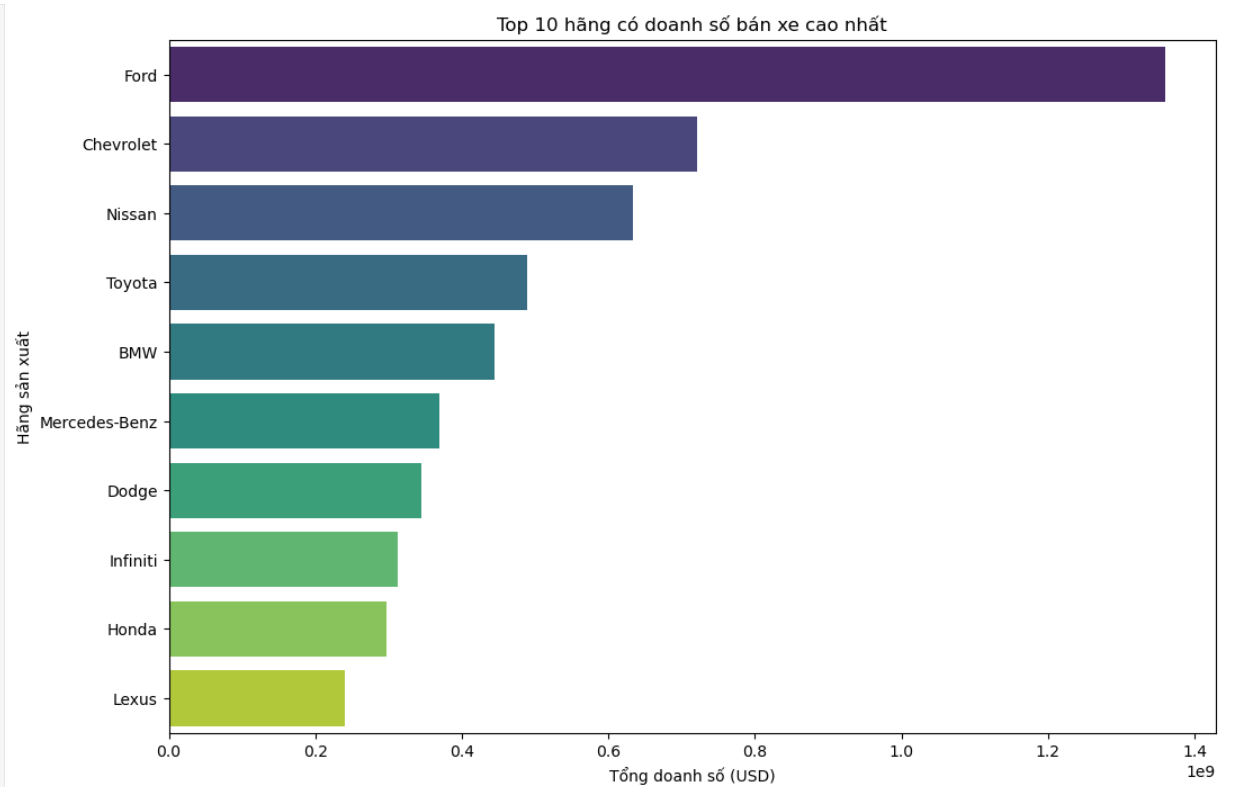 Top 10 hãng có doanh số bán xe cao nhất
Ford
Chevrolet
Nissan
Toyota
BMW
Mercedes-Benz
Dodge
Infiniti
Honda
Lexus
Hãng sản xuất
0.0 0.2 0.4 0.6 0.8 1.0 1.2 1.4
1e9
Tổng doanh số (USD)